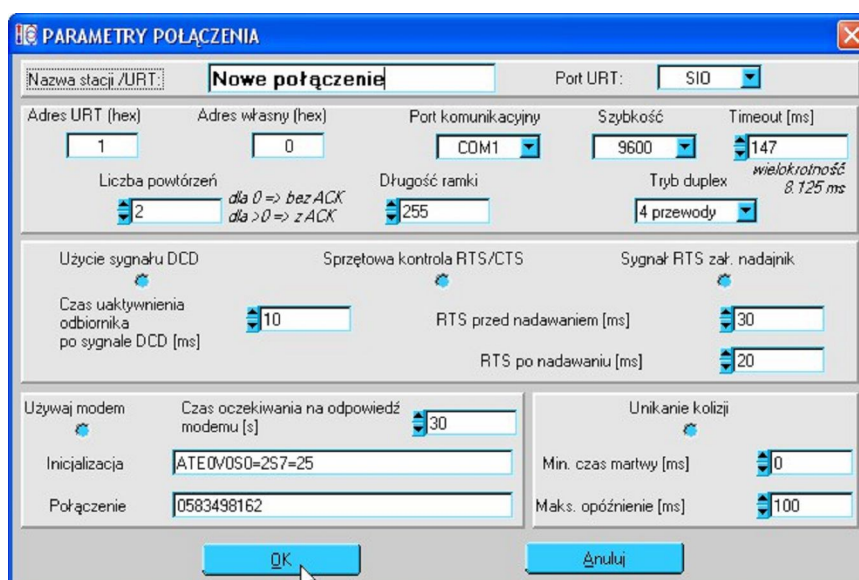 PARAMETRY POŁĄCZENIA
Nazwa stacji /URT: Nowe połączenie Port URT: SIO
Adres URT (hex) Adres własny (hex) Port komunikacyjny Szybkość Timeout [ms]
1 0 COM1 9600 147
wielokrotność
8.125 ms
Liczba powtórzeń Długość ramki Tryb duplex
2 dla 0 => bez ACK 255 4 przewody
dla >0 => z ACK
Użycie sygnału DCD Sprzętowa kontrola RTS/CTS Sygnał RTS zał. nadajnik
Czas uaktywnienia
odbiornika
po sygnale DCD [ms] 10 RTS przed nadawaniem [ms] 30
RTS po nadawaniu [ms] 20
Używaj modem Czas oczekiwania na odpowiedź
modemu [s] 30 Unikanie kolizji
Inicjalizacja ATE0V0S0=2S7=25 Min. czas martwy [ms] 0
Połączenie 0583498162 Maks. opóźnienie [ms] 100
OK Anuluj